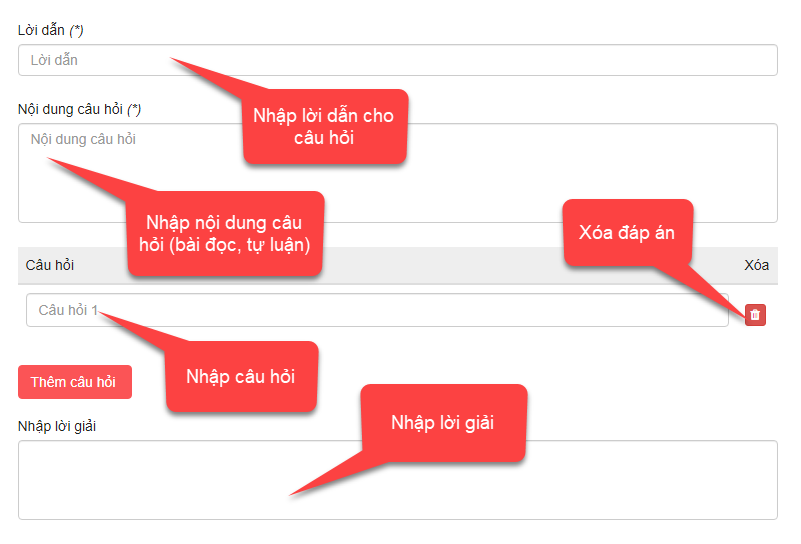 Lời dẫn (*)
Lời dẫn
Nhập lời dẫn cho
câu hỏi
Nội dung câu hỏi (*)
Nội dung câu hỏi
Nhập nội dung câu
hỏi (bài đọc, tự luận)
Xóa đáp án
Câu hỏi
Xóa
Câu hỏi 1
Nhập câu hỏi
Thêm câu hỏi
Nhập lời giải
Nhập lời giải